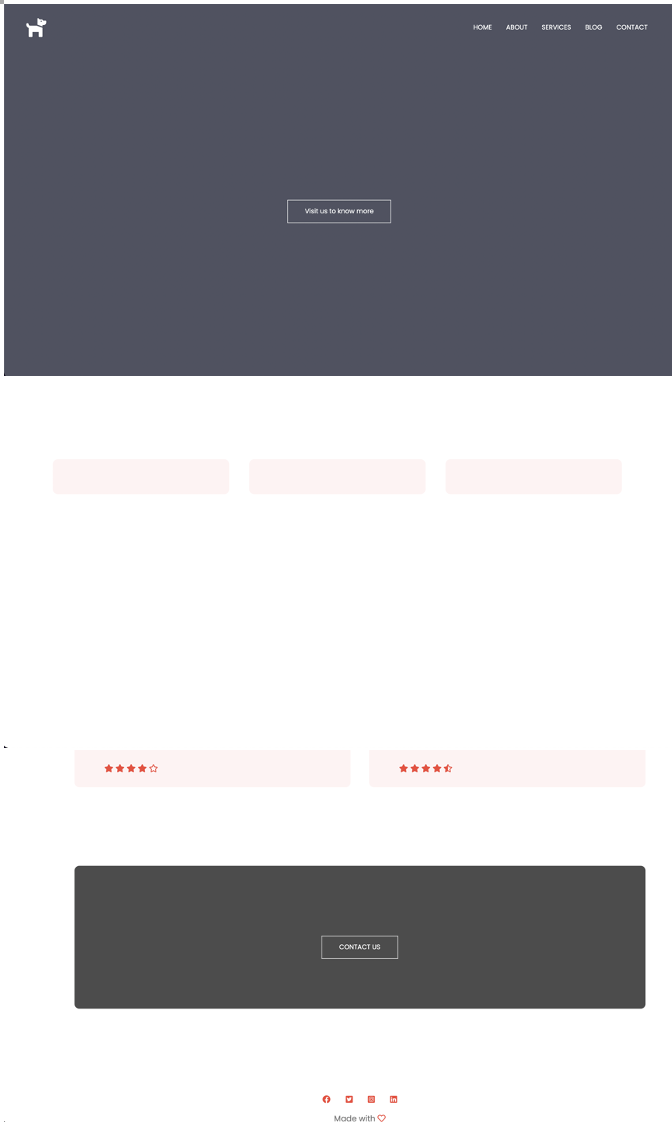 HOME ABOUT SERVICES BLOG CONTACT
Visit us to know more
CONTACT US
Made with